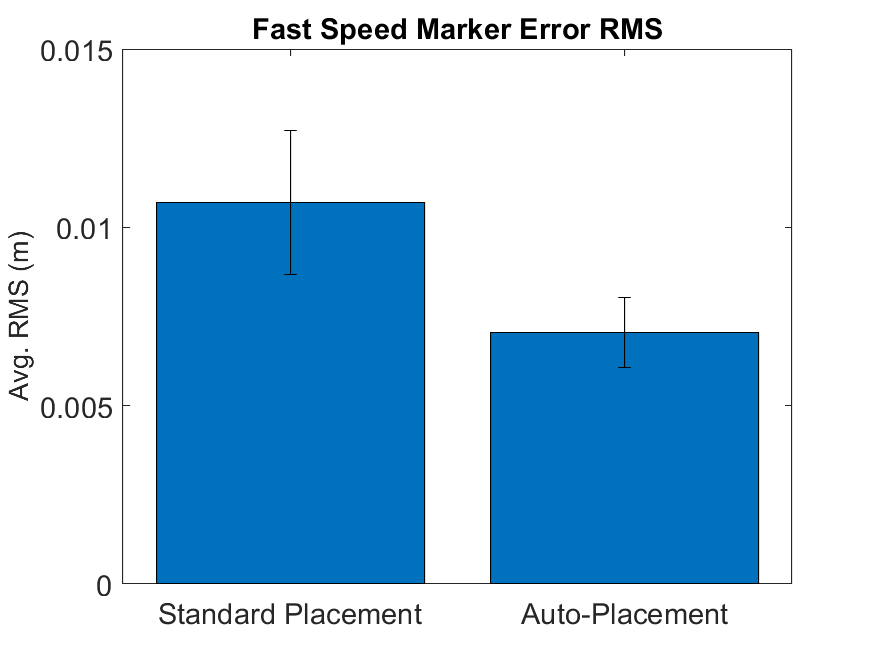 Fast Speed Marker Error RMS
0.015
0.01
0.005
0
Avg. RMS (m)
Standard Placement
Auto-Placement